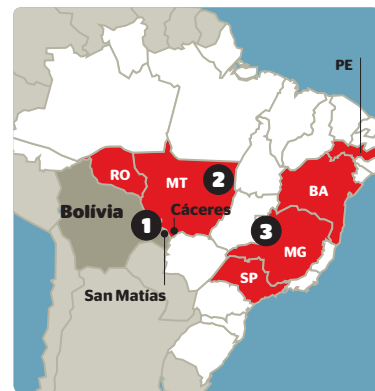 PE
RO
MT
2
BA
Bolívia
1
Cáceres
3
MG
SP
San Matías